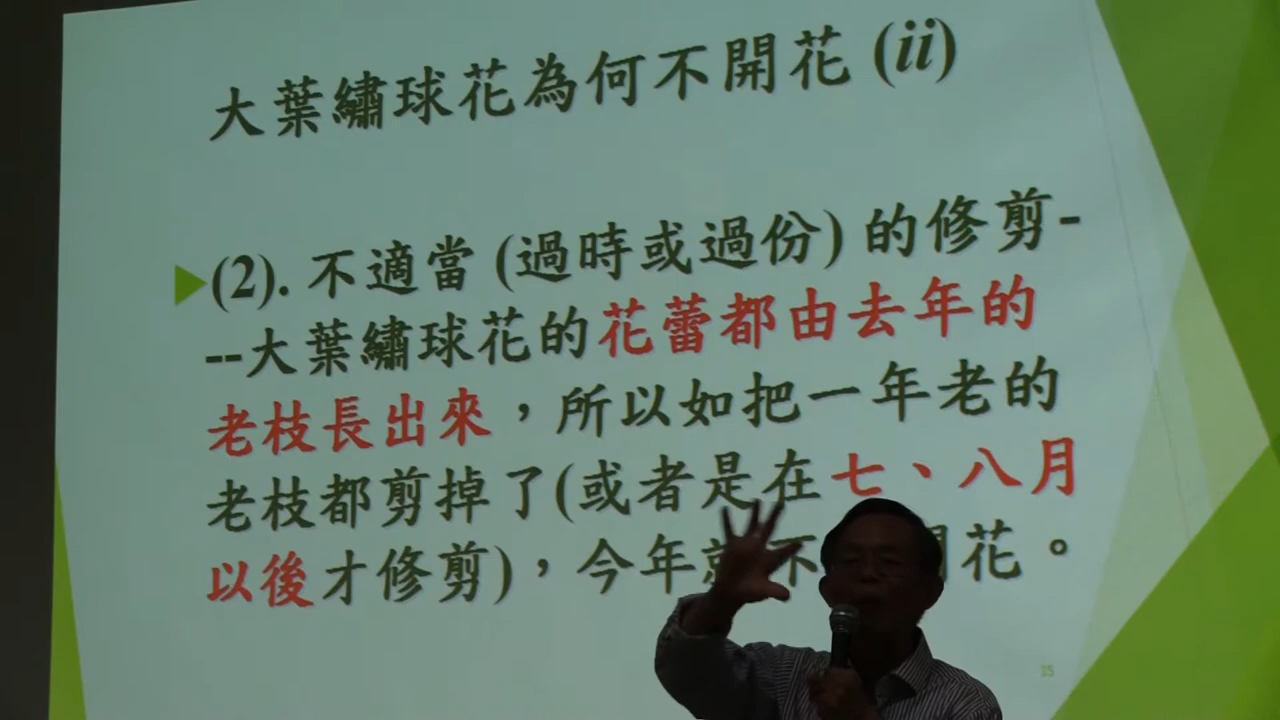 大葉繡球花為何不開花 (ii)
(2). 不適當 (過時或過份) 的修剪-
--大葉繡球花的花蕾都由去年的
老枝長出來，所以如把一年老的
老枝都剪掉了(或者是在七、八月
以後才修剪)，今年就不開花。